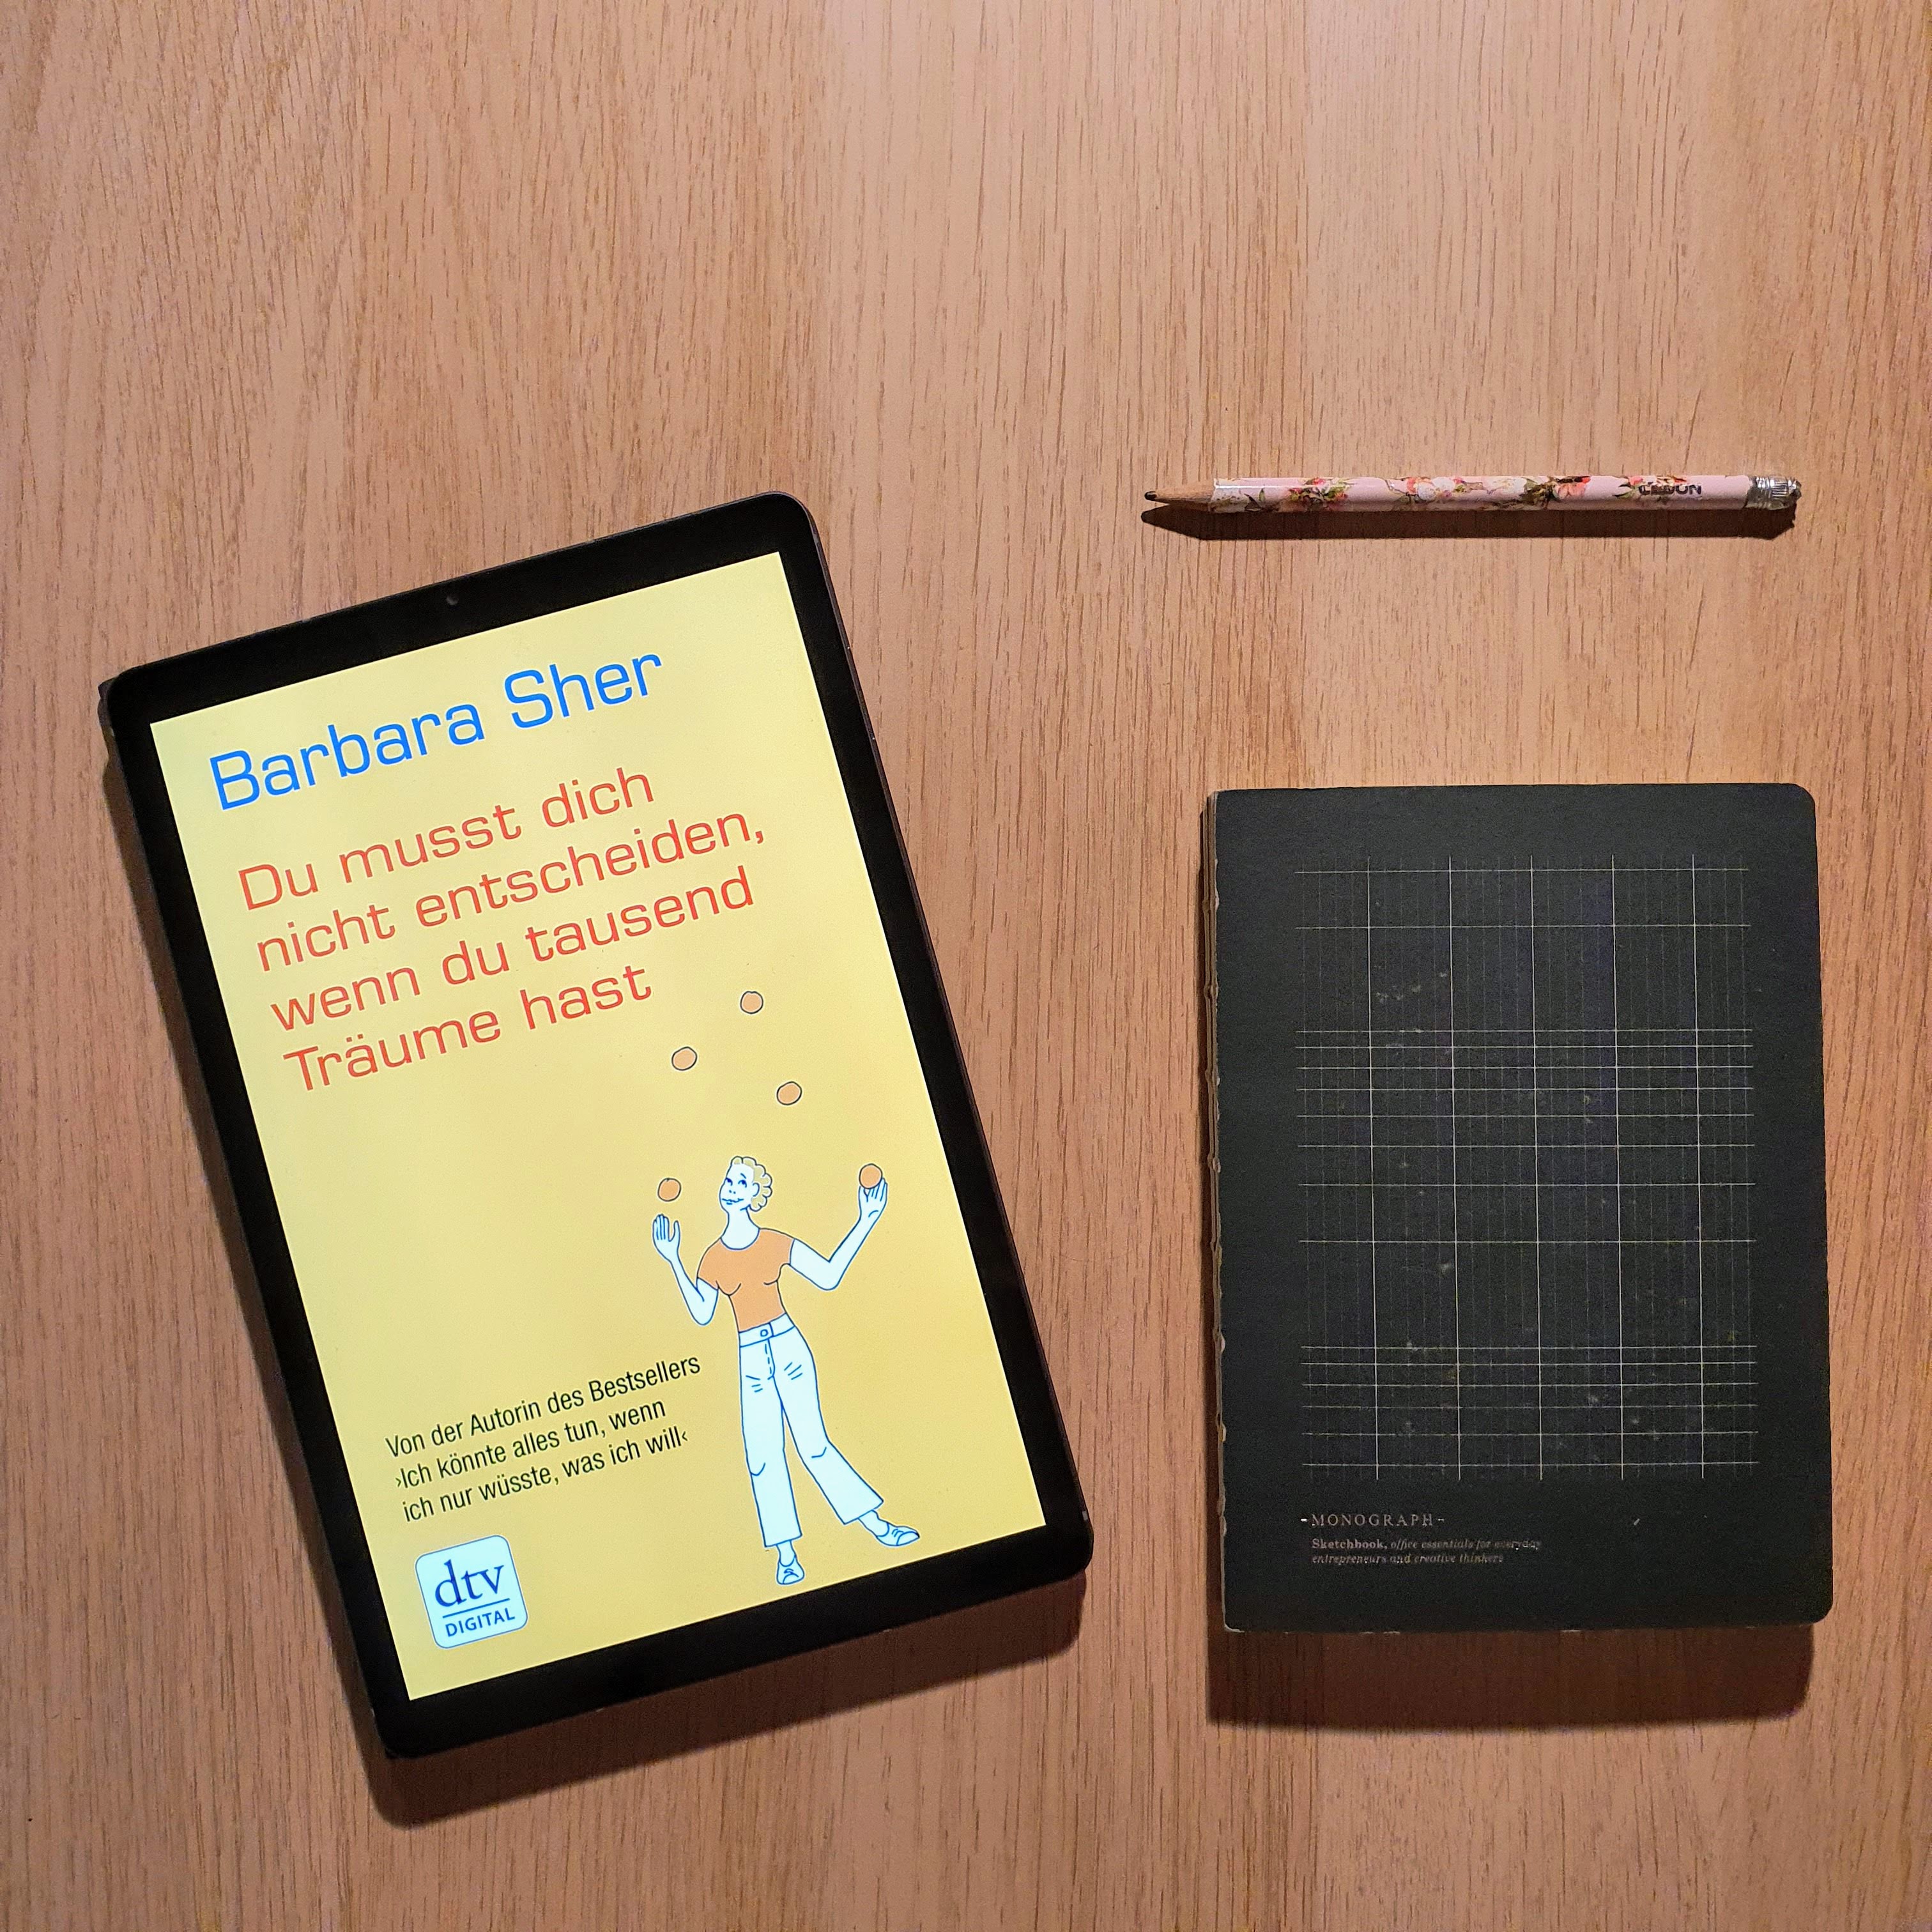 Barbara Sher
Du musst dich
nicht entscheiden,
wenn du tausend
Träume hast
Von der Autorin des Bestsellers
›Ich könnte alles tun, wenn
ich nur wüsste, was ich will‹
dtv
DIGITAL
MONOGRAPH
Sketchbook, office essentials for everyday
entrepreneurs and creative thinkers